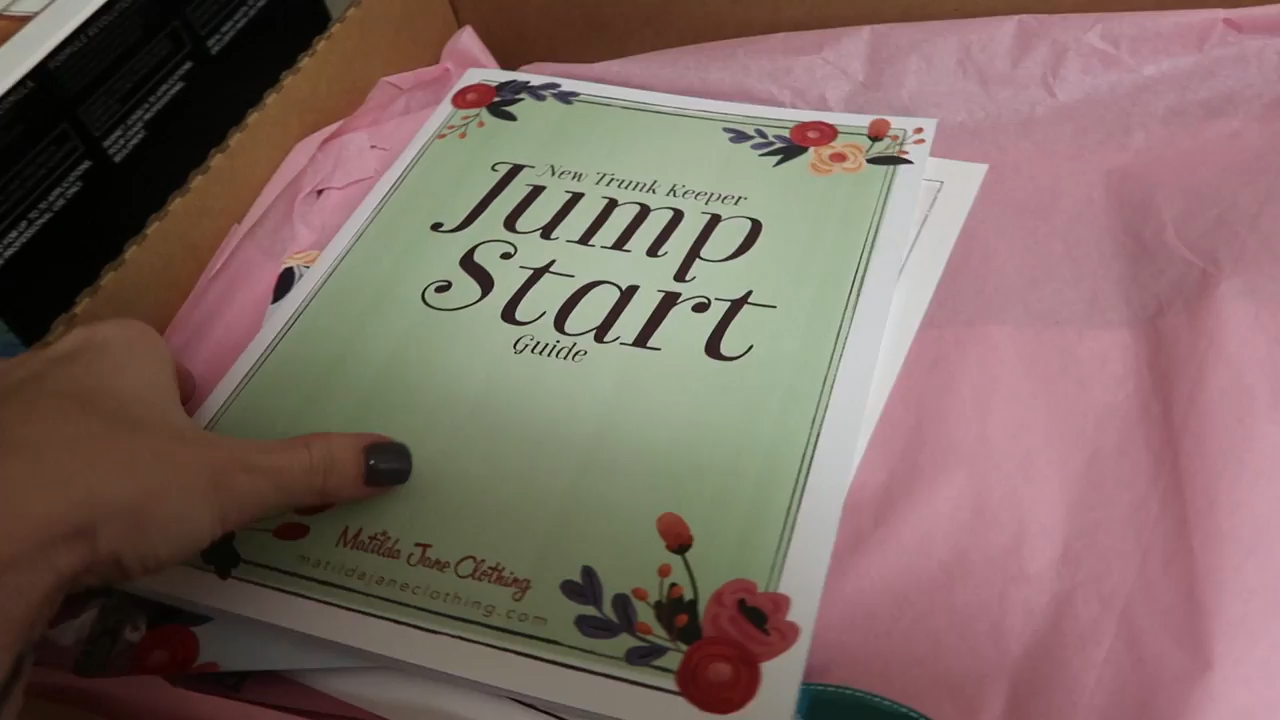 New Trunk Keeper
Jump
Start
Guide
Matilda Jane Clothing
matildajaneclothing.com